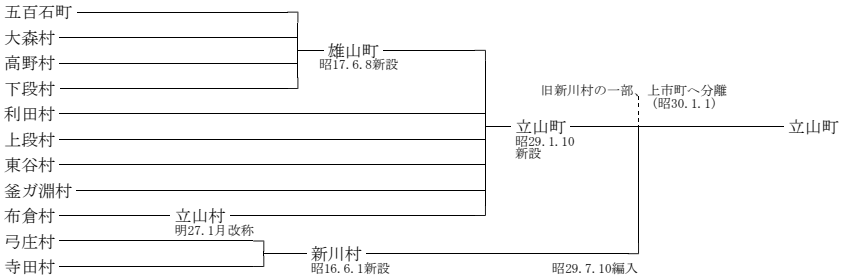 五百石町
大森村
高野村
下段村
雄山町
昭17.6.8新設
利田村
上段村
東谷村
釜ガ淵村
布倉村
立山村
明27.1月改称
立山町
昭29.1.10
新設
旧新川村の一部、上市町へ分離
(昭30.1.1)
立山町
弓庄村
寺田村
新川村
昭16.6.1新設
昭29.7.10編入